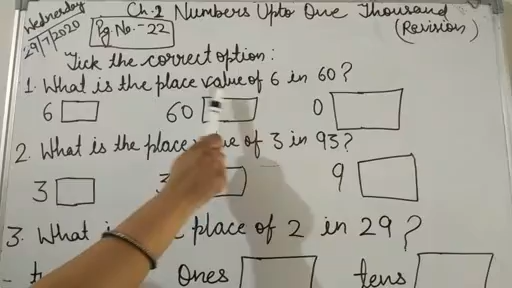 Wednesday
29/7/2020
Ch-2 Numbers Upto One Thousand
Pg.No.-22
(Revision)
Tick the correct option:
1. What is the place value of 6 in 60?
6 60 0
2. What is the place of 3 in 93?
3 9
3. What place of 2 in 29?
Ones tens